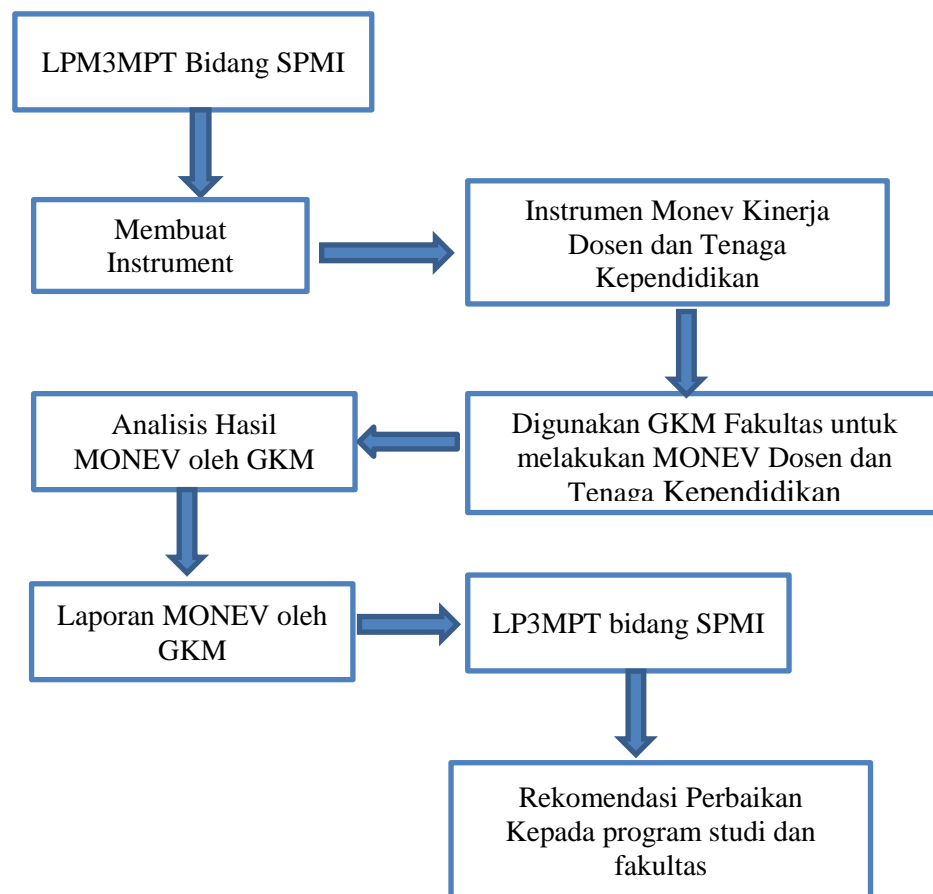 LPM3MPT Bidang SPMI
Membuat
Instrument
Instrumen Monev Kinerja
Dosen dan Tenaga
Kependidikan
Digunakan GKM Fakultas untuk
melakukan MONEV Dosen dan
Tenaga Kependidikan
Analisis Hasil
MONEV oleh GKM
Laporan MONEV oleh
GKM
LP3MPT bidang SPMI
Rekomendasi Perbaikan
Kepada program studi dan
fakultas